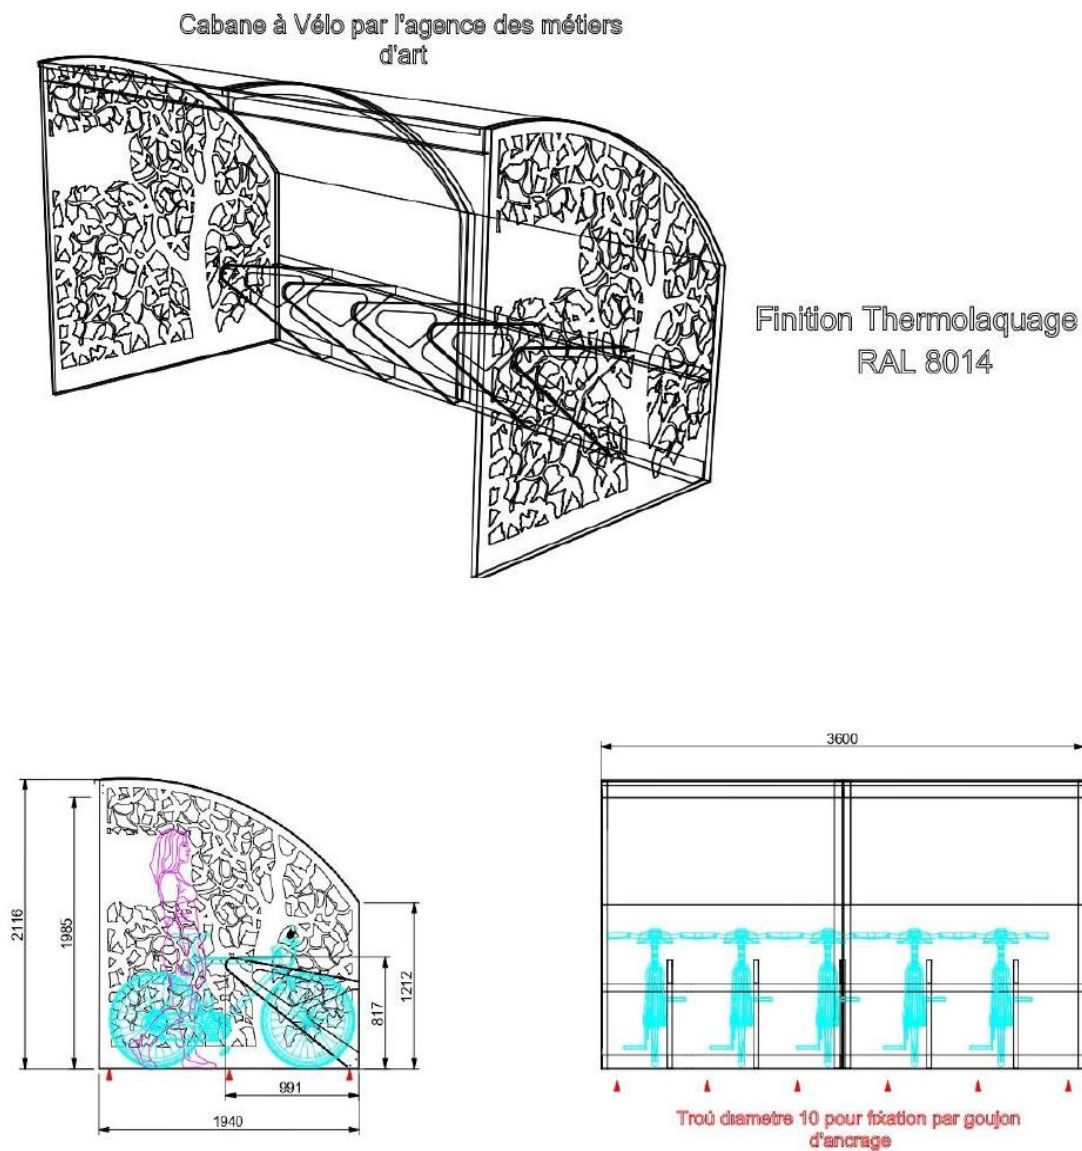 Cabane à Vélo par l'agence des métiers
d'art
Finition Thermolaquage
RAL 8014
3600
2116
1985
817
1212
991
1940
Troù diametre 10 pour fixation par goujon
d'ancrage